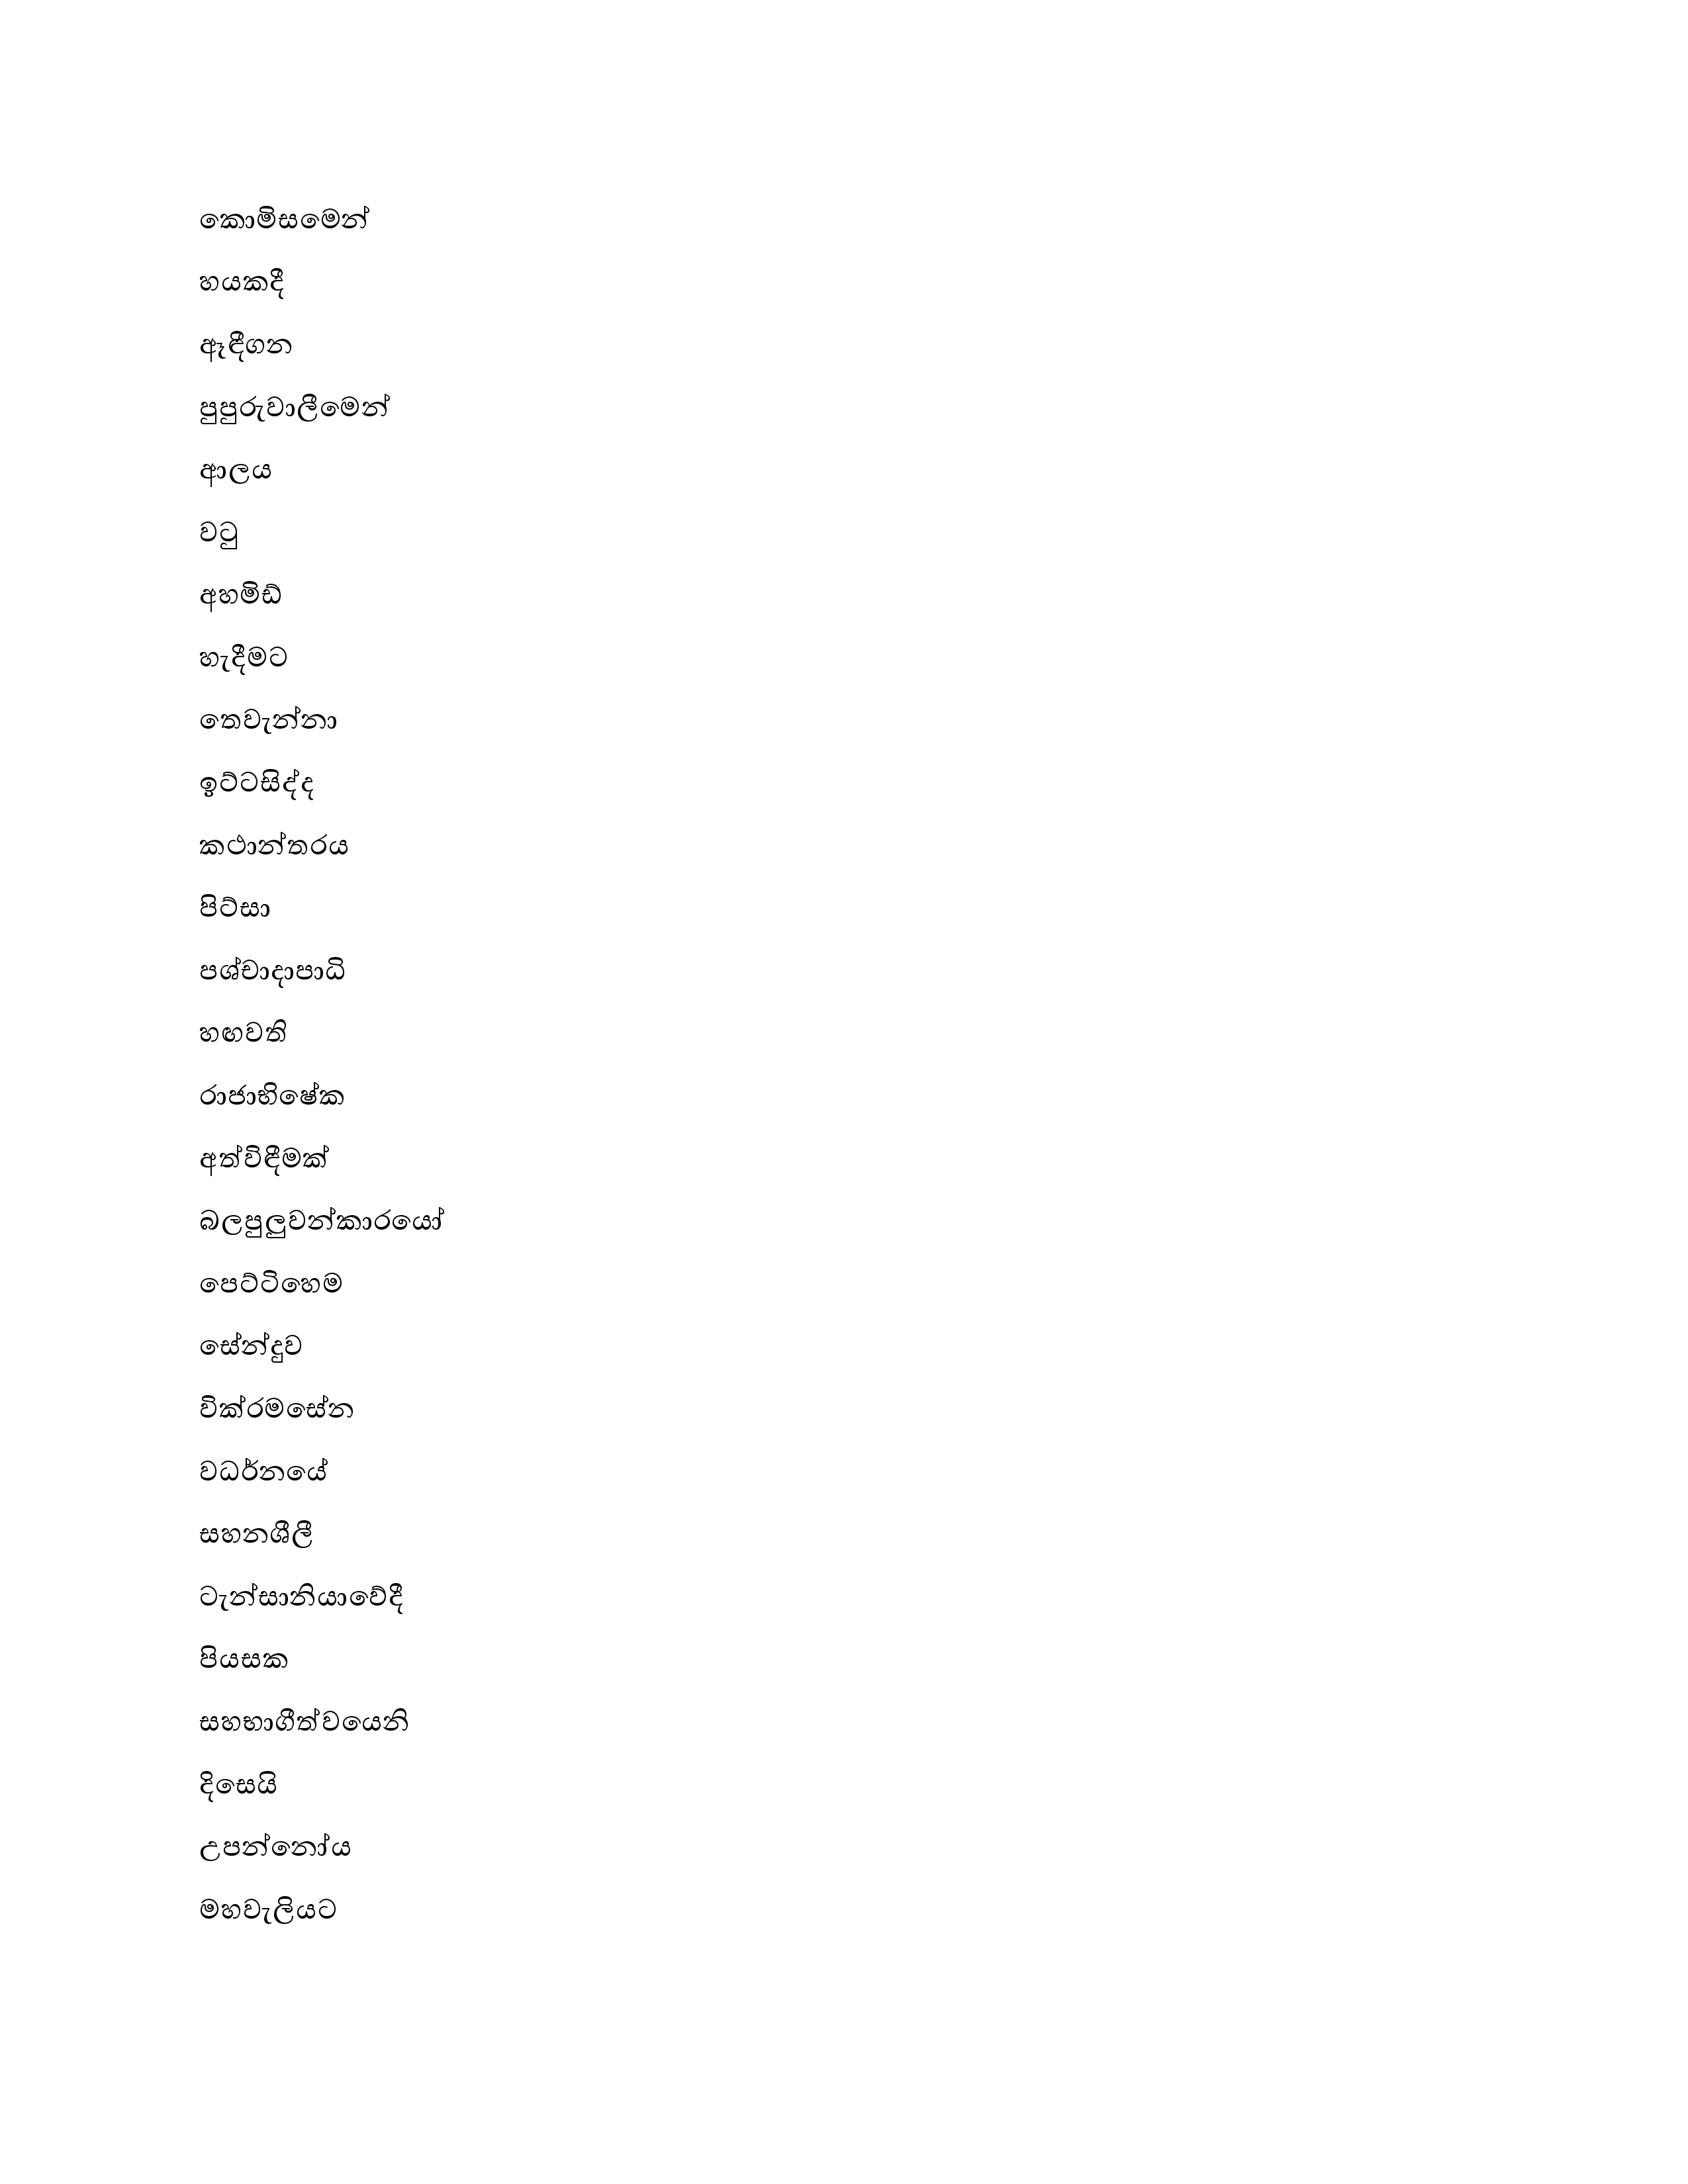 කොමිසමෙන්
හයකදී
ඈඳීගන
පුපුරුවාලීමෙන්
ආලය
වටු
අහමිඩ්
හැදීමට
තෙවැන්නා
ඉට්ටසිද්ද
කථාන්තරය
පිට්සා
පශ්චාදාපාධි
හඟවති
රාජාභිෂේක
අත්විඳීමක්
බලපුලුවන්කාරයෝ
පෙට්ටිහෙම
සේන්දුව
වික්රමසේන
වධර්නයේ
සහනශීලී
ටැන්සානියාවේදී
පියසක
සහභාගීත්වයෙනි
දිසෙයි
උපන්නෝය
මහවැලියට